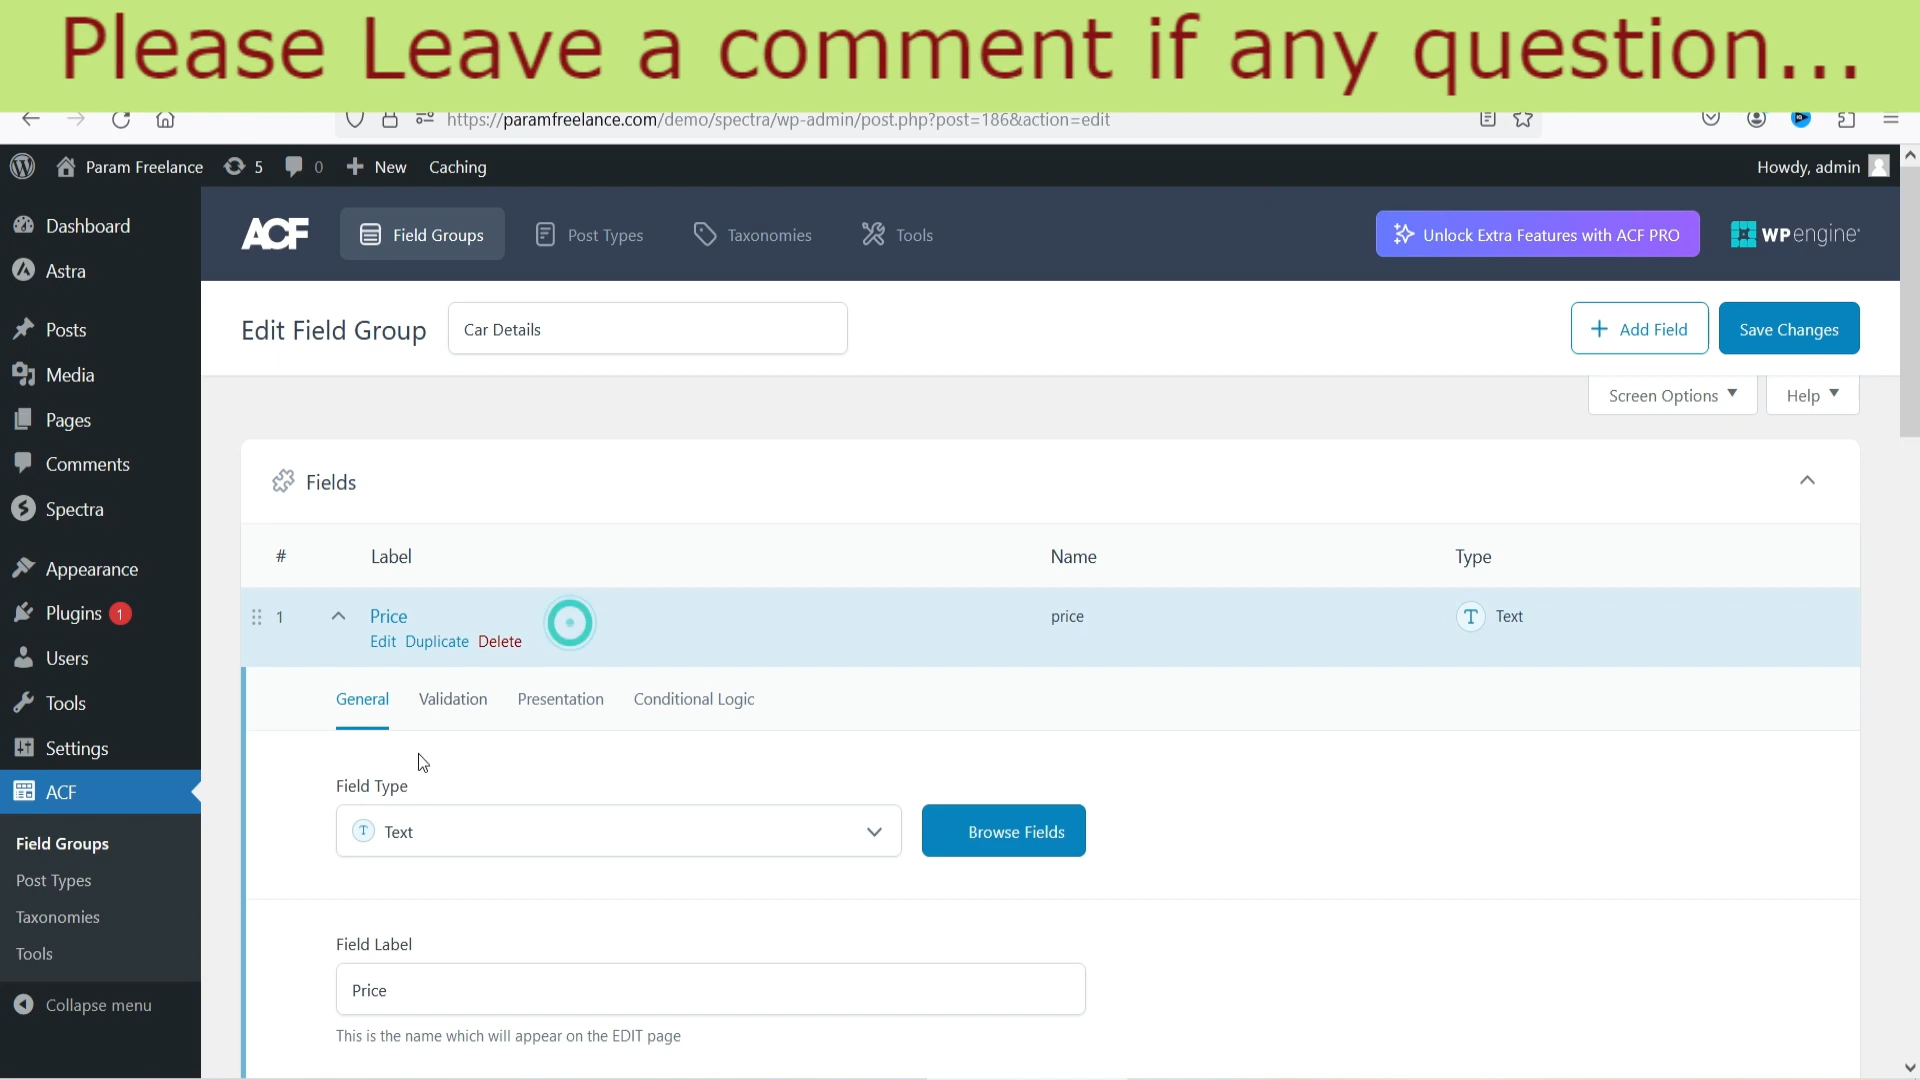 Please Leave a comment if any question...
https://paramfreelance.com/demo/spectra/wp-admin/post.php?post=186&action=edit
Param Freelance 5 0 New Caching Howdy, admin
Dashboard
Astra
Posts
Media
Pages
Comments
Spectra
Appearance
Plugins 1
Users
Tools
Settings
ACF
Field Groups
Post Types
Taxonomies
Tools
Collapse menu
ACF Field Groups Post Types Taxonomies Tools Unlock Extra Features with ACF PRO WPengine
Edit Field Group Car Details Add Field Save Changes
Screen Options Help
Fields
# Label Name Type
1 Price price T Text
Edit Duplicate Delete
General Validation Presentation Conditional Logic
Field Type
T Text Browse Fields
Field Label
Price
This is the name which will appear on the EDIT page